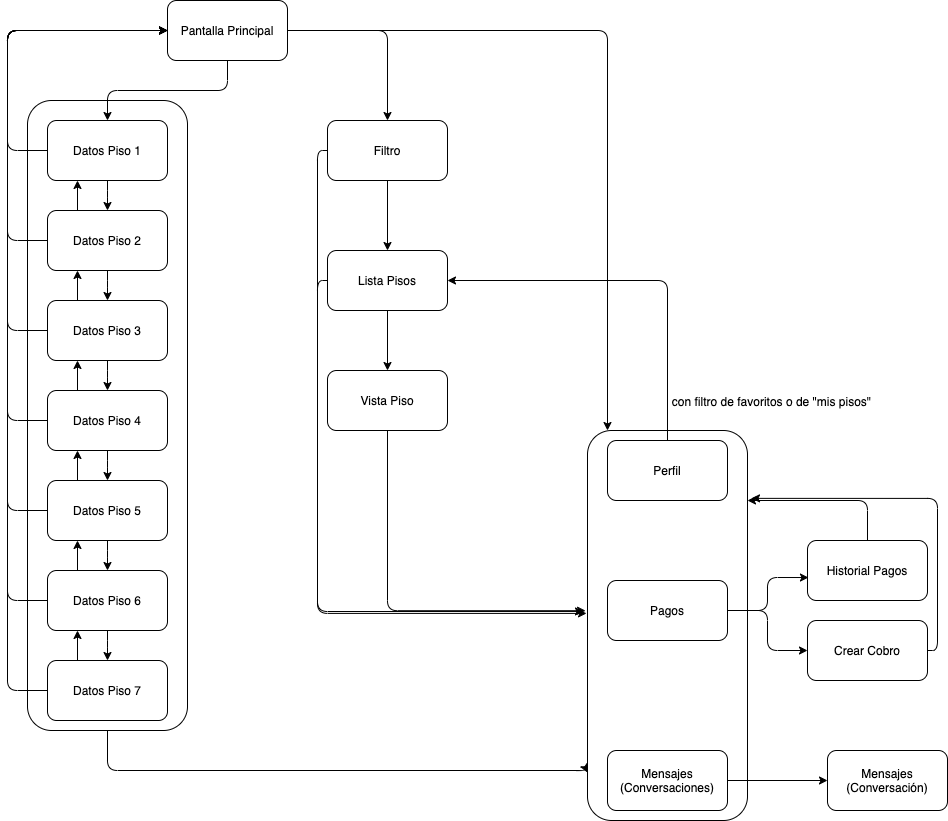 Pantalla Principal
Datos Piso 1
Datos Piso 2
Datos Piso 3
Datos Piso 4
Datos Piso 5
Datos Piso 6
Datos Piso 7
Filtro
Lista Pisos
Vista Piso
con filtro de favoritos o de "mis pisos"
Perfil
Pagos
Historial Pagos
Crear Cobro
Mensajes
(Conversaciones)
Mensajes
(Conversación)